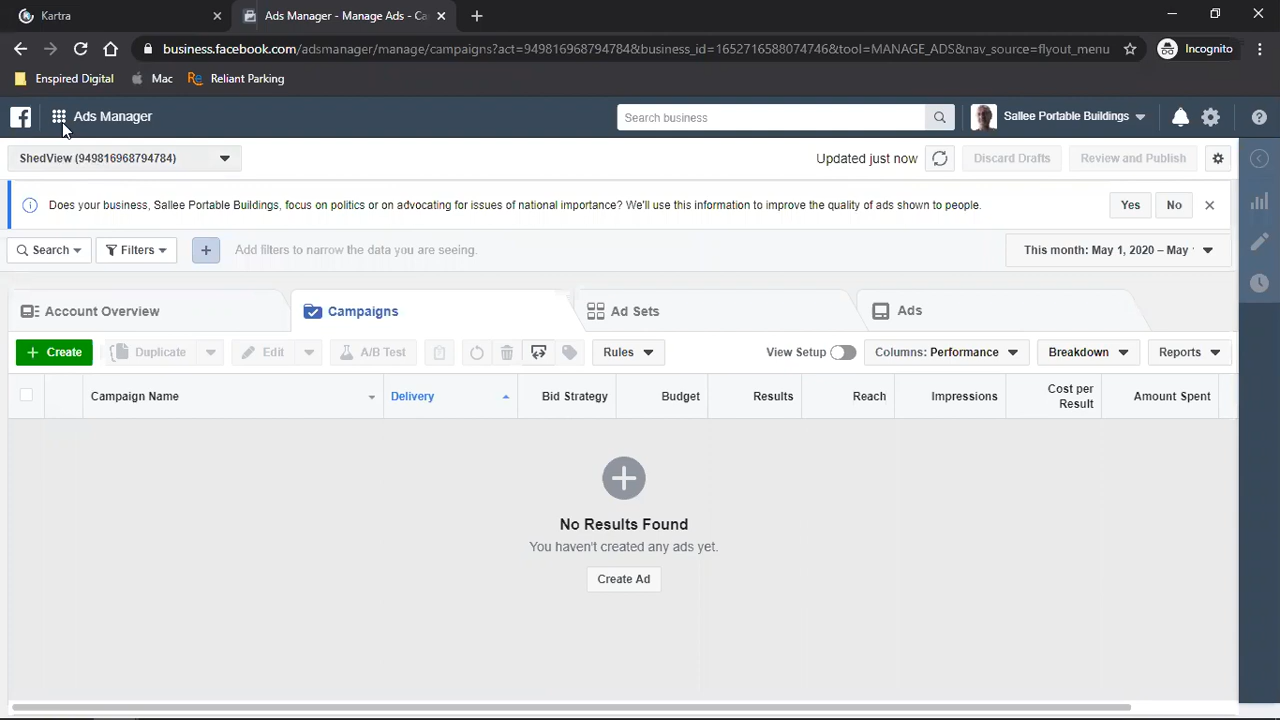 Kartra
Ads Manager - Manage Ads - Ca
business.facebook.com/adsmanager/manage/campaigns?act=949816968794784&business_id=1652716588074746&tool=MANAGE_ADS&nav_source=flyout_menu
Incognito
Enspired Digital
Mac
Re
Reliant Parking
Ads Manager
Search business
Sallee Portable Buildings
ShedView (949816968794784)
Updated just now
Discard Drafts
Review and Publish
Does your business, Sallee Portable Buildings, focus on politics or on advocating for issues of national importance? We'll use this information to improve the quality of ads shown to people.
Yes
No
Search
Filters
Add filters to narrow the data you are seeing.
This month: May 1, 2020 – May
Account Overview
Campaigns
Ad Sets
Ads
+ Create
Duplicate
Edit
A/B Test
Rules
View Setup
Columns: Performance
Breakdown
Reports
Campaign Name
Delivery
Bid Strategy
Budget
Results
Reach
Impressions
Cost per
Result
Amount Spent
No Results Found
You haven't created any ads yet.
Create Ad